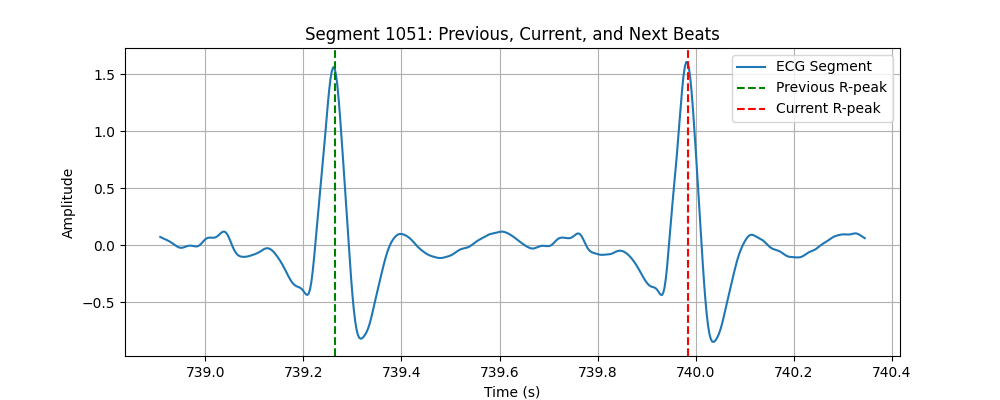 Segment 1051: Previous, Current, and Next Beats
ECG Segment
Previous R-peak
Current R-peak
1.5
1.0
0.5
0.0
−0.5
Amplitude
739.0 739.2 739.4 739.6 739.8 740.0 740.2 740.4
Time (s)